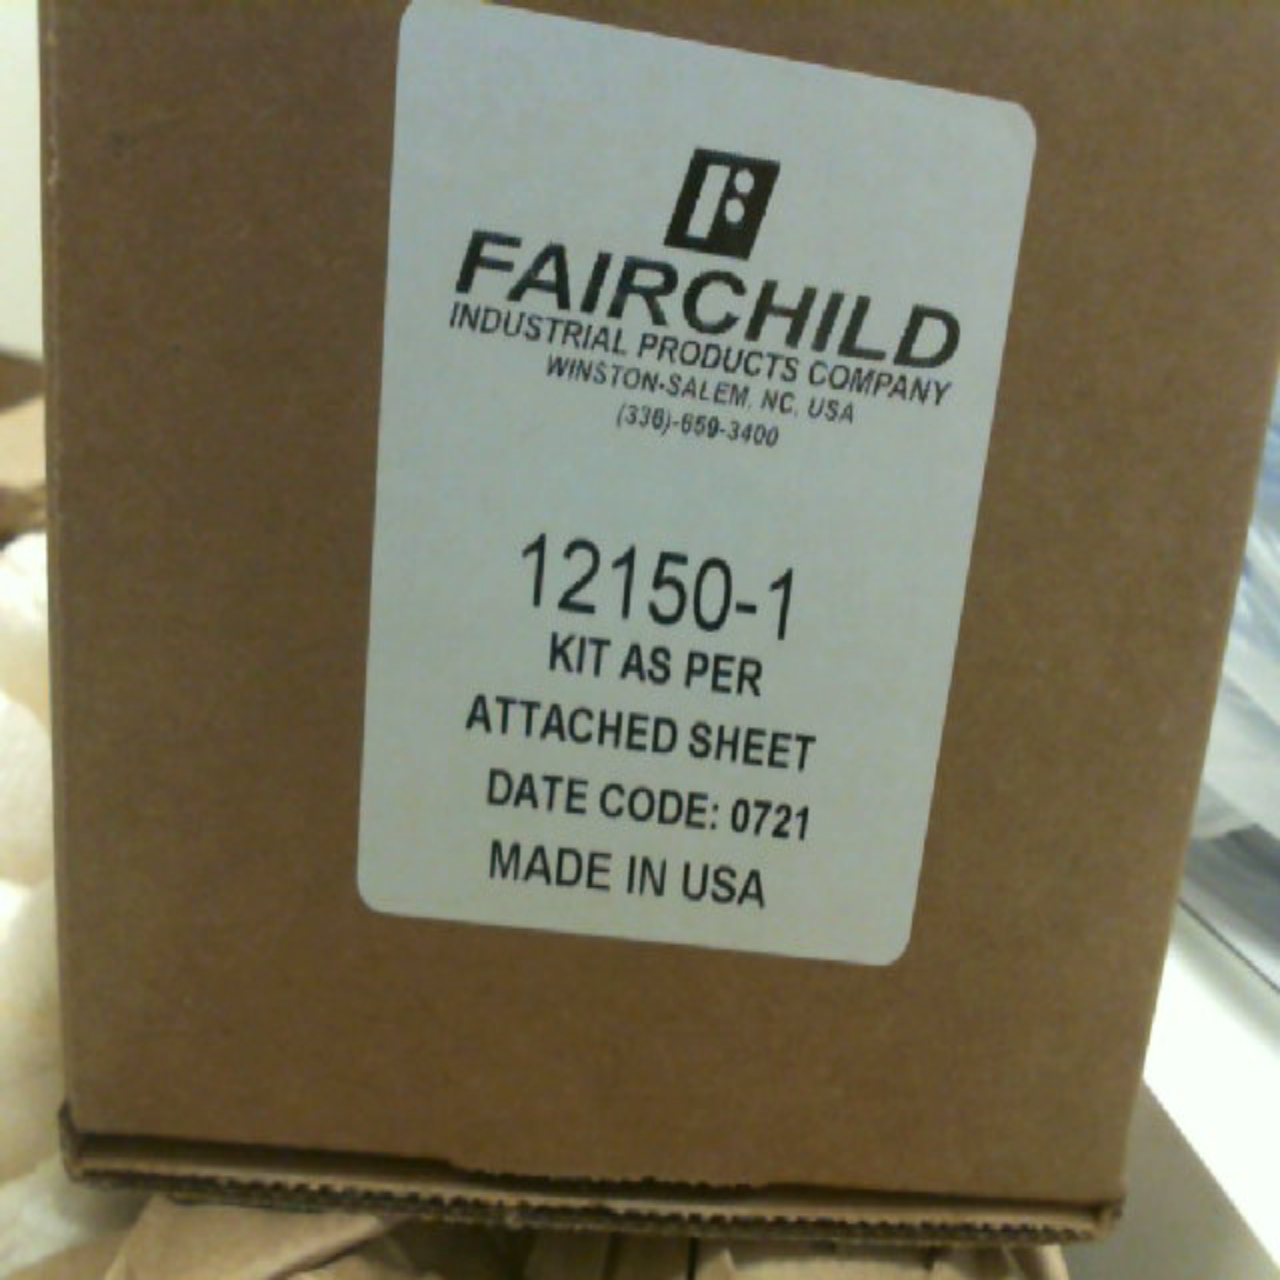 FAIRCHILD
INDUSTRIAL PRODUCTS COMPANY
WINSTON-SALEM, NC, USA
(336)-659-3400
12150-1
KIT AS PER
ATTACHED SHEET
DATE CODE: 0721
MADE IN USA